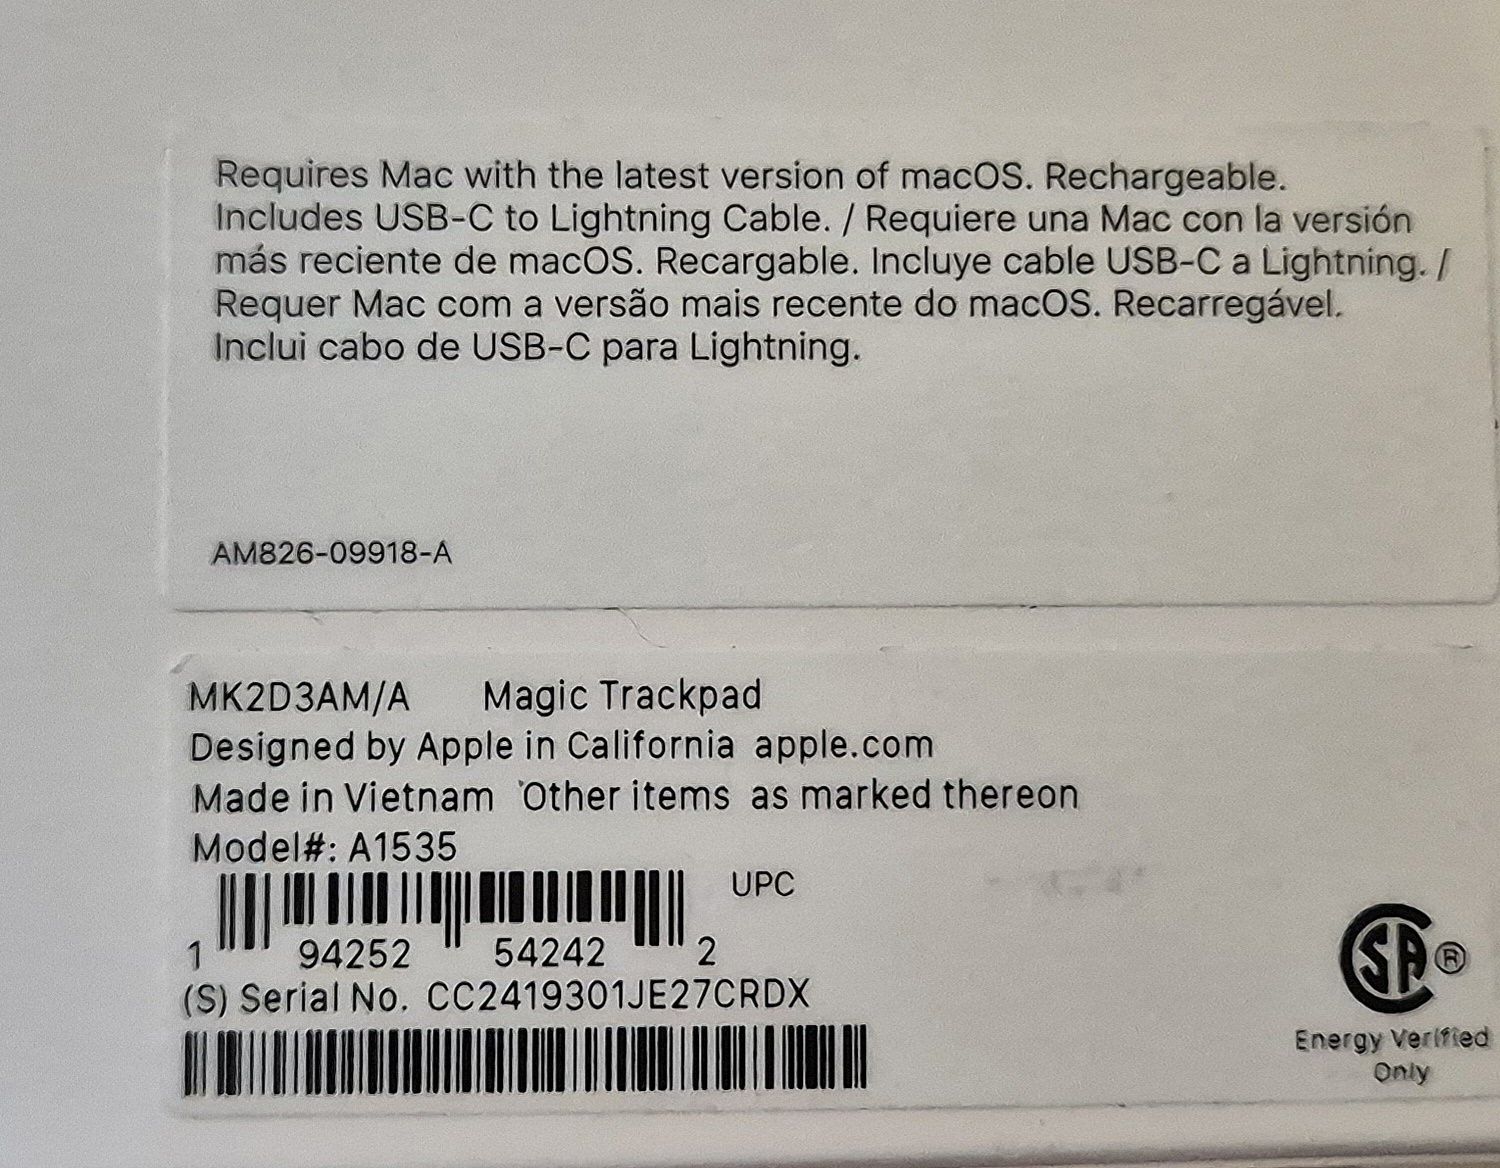 Requires Mac with the latest version of macOS. Rechargeable.
Includes USB-C to Lightning Cable. / Requiere una Mac con la versión
más reciente de macOS. Recargable. Incluye cable USB-C a Lightning. /
Requer Mac com a versão mais recente do macOS. Recarregável.
Inclui cabo de USB-C para Lightning.
AM826-09918-A
MK2D3AM/A Magic Trackpad
Designed by Apple in California apple.com
Made in Vietnam 'Other items as marked thereon
Model#: A1535
UPC
1 94252 54242 2
(S) Serial No. CC2419301JE27CRDX
SA ®
Energy Verified
Only